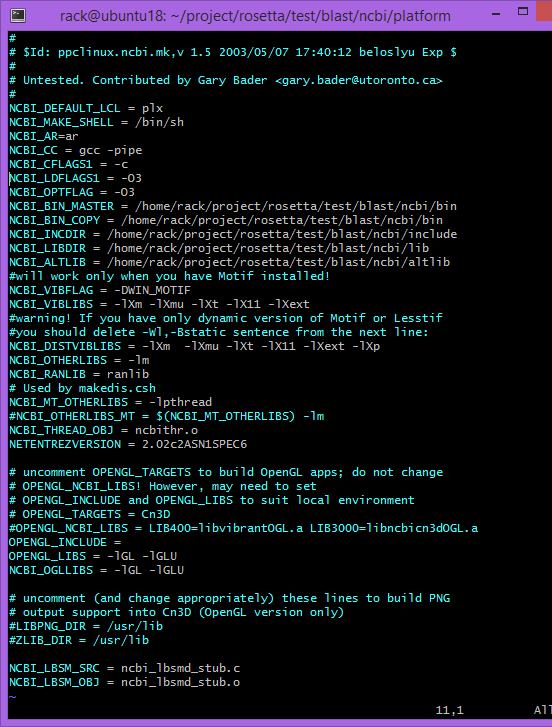 rack@ubuntu18: ~/project/rosetta/test/blast/ncbi/platform
#
# $Id: ppclinux.ncbi.mk,v 1.5 2003/05/07 17:40:12 beloslyu Exp $
#
# Untested. Contributed by Gary Bader <gary.bader@utoronto.ca>
#
NCBI_DEFAULT_LCL = plx
NCBI_MAKE_SHELL = /bin/sh
NCBI_AR=ar
NCBI_CC = gcc -pipe
NCBI_CFLAGS1 = -c
NCBI_LDFLAGS1 = -O3
NCBI_OPTFLAG = -O3
NCBI_BIN_MASTER = /home/rack/project/rosetta/test/blast/ncbi/bin
NCBI_BIN_COPY = /home/rack/project/rosetta/test/blast/ncbi/bin
NCBI_INCDIR = /home/rack/project/rosetta/test/blast/ncbi/include
NCBI_LIBDIR = /home/rack/project/rosetta/test/blast/ncbi/lib
NCBI_ALTLIB = /home/rack/project/rosetta/test/blast/ncbi/altlib
#will work only when you have Motif installed!
NCBI_VIBFLAG = -DWIN_MOTIF
NCBI_VIBLIBS = -lXm -lXmu -lXt -lX11 -lXext
#warning! If you have only dynamic version of Motif or Lesstif
#you should delete -Wl,-Bstatic sentence from the next line:
NCBI_DISTVIBLIBS = -lXm  -lXmu -lXt -lX11 -lXext -lXp
NCBI_OTHERLIBS = -lm
NCBI_RANLIB = ranlib
# Used by makedis.csh
NCBI_MT_OTHERLIBS = -lpthread
#NCBI_OTHERLIBS_MT = $(NCBI_MT_OTHERLIBS) -lm
NCBI_THREAD_OBJ = ncbithr.o
NETENTREZVERSION = 2.02c2ASN1SPEC6
# uncomment OPENGL_TARGETS to build OpenGL apps; do not change
# OPENGL_NCBI_LIBS! However, may need to set
# OPENGL_INCLUDE and OPENGL_LIBS to suit local environment
# OPENGL_TARGETS = Cn3D
#OPENGL_NCBI_LIBS = LIB400=libvibrantOGL.a LIB3000=libncbicn3dOGL.a
OPENGL_INCLUDE =
OPENGL_LIBS = -lGL -lGLU
NCBI_OGLLIBS = -lGL -lGLU
# uncomment (and change appropriately) these lines to build PNG
# output support into Cn3D (OpenGL version only)
#LIBPNG_DIR = /usr/lib
#ZLIB_DIR = /usr/lib
NCBI_LBSM_SRC = ncbi_lbsmd_stub.c
NCBI_LBSM_OBJ = ncbi_lbsmd_stub.o
~
11,1 Al